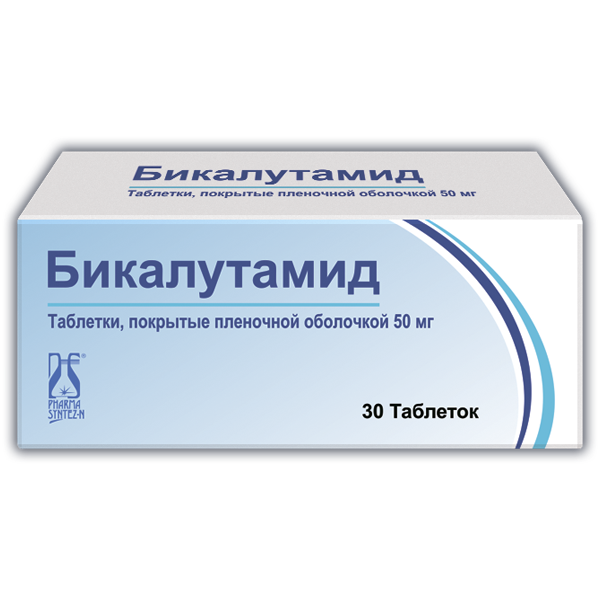 Бикалутамид
Таблетки, покрытые пленочной оболочкой 50 мг
Бикалутамид
Таблетки, покрытые пленочной оболочкой 50 мг
PHARMA
SYNTEZ-N
®
30 Таблеток